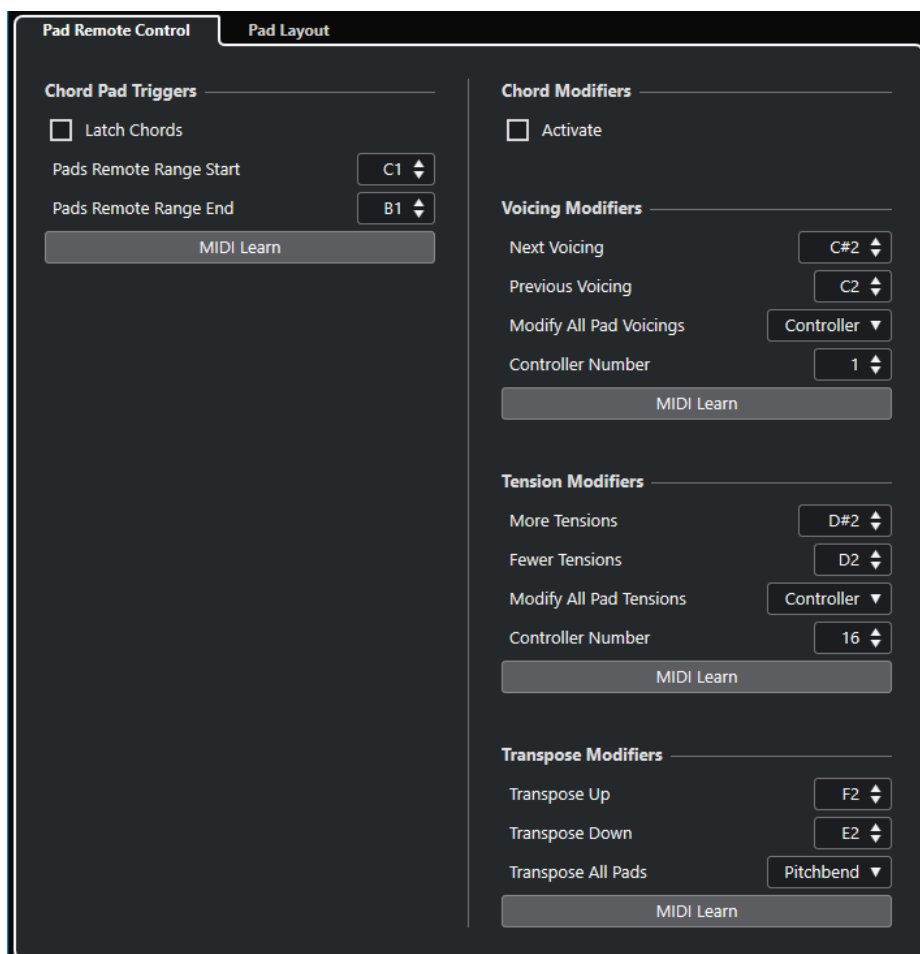 Pad Remote Control
Pad Layout
Chord Pad Triggers
Latch Chords
Pads Remote Range Start C1
Pads Remote Range End B1
MIDI Learn
Chord Modifiers
Activate
Voicing Modifiers
Next Voicing C#2
Previous Voicing C2
Modify All Pad Voicings Controller
Controller Number 1
MIDI Learn
Tension Modifiers
More Tensions D#2
Fewer Tensions D2
Modify All Pad Tensions Controller
Controller Number 16
MIDI Learn
Transpose Modifiers
Transpose Up F2
Transpose Down E2
Transpose All Pads Pitchbend
MIDI Learn